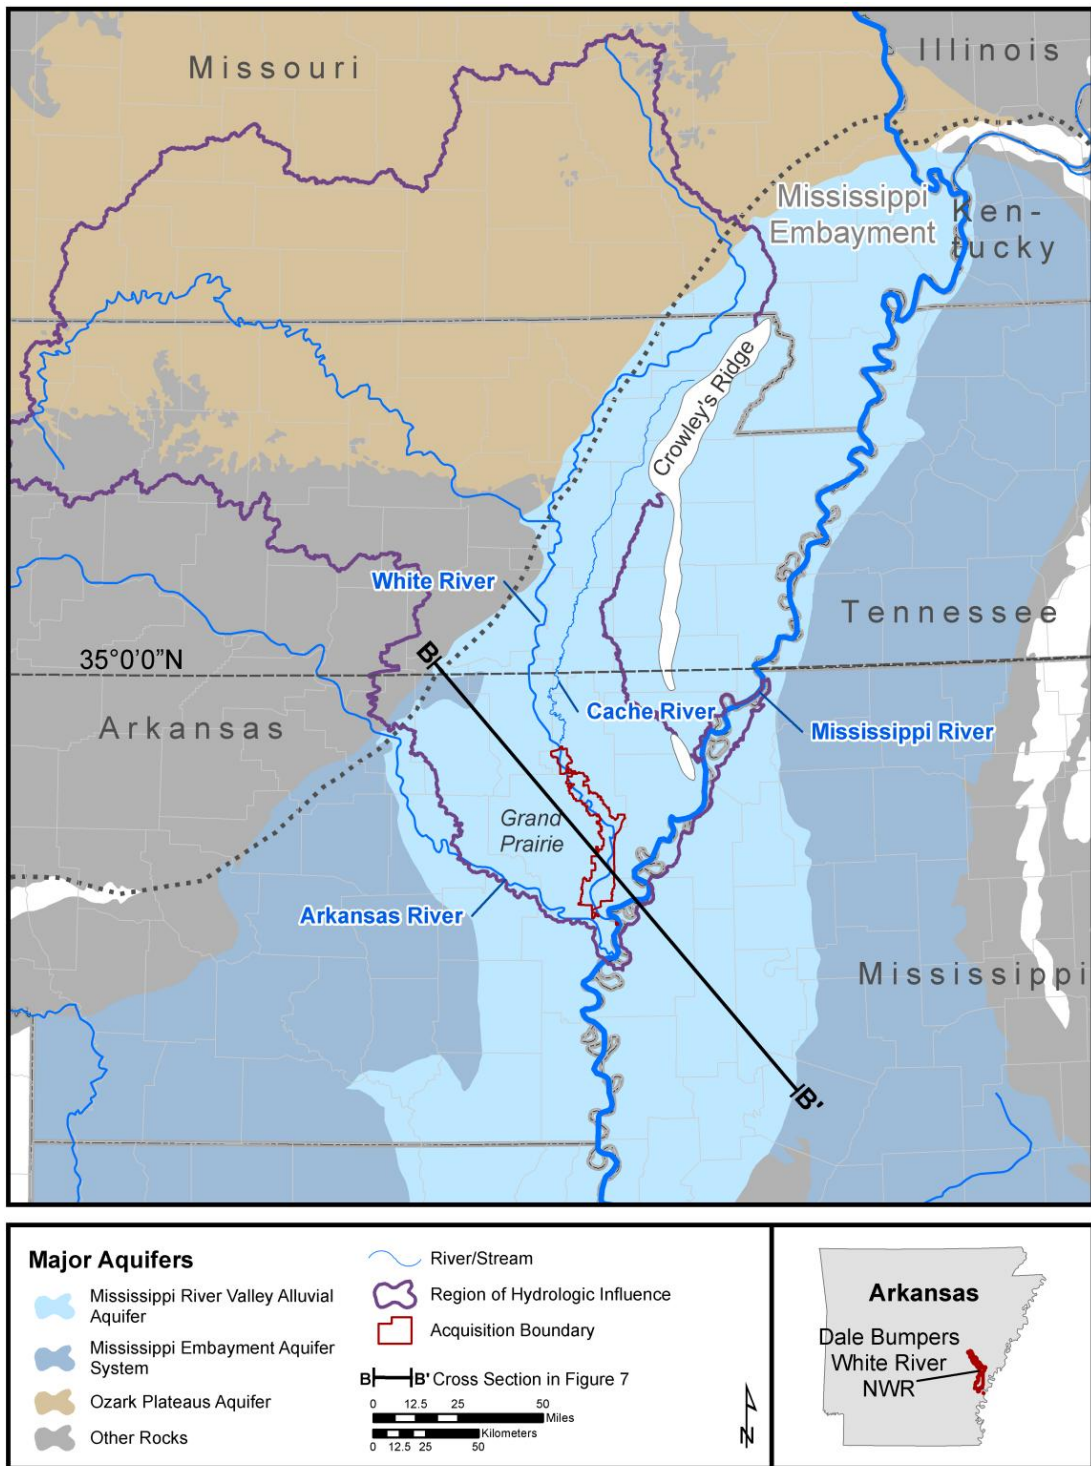 Missouri
Illinois
Mississippi
Embayment
Ken-
tucky
Crowley's Ridge
White River
Tennessee
35°0'0"N
B
Cache River
Arkansas
Mississippi River
Grand
Prairie
Arkansas River
Mississippi
B'
Major Aquifers
Mississippi River Valley Alluvial
Aquifer
Mississippi Embayment Aquifer
System
Ozark Plateaus Aquifer
Other Rocks
River/Stream
Region of Hydrologic Influence
Acquisition Boundary
B B' Cross Section in Figure 7
0 12.5 25 50
Miles
Kilometers
0 12.5 25 50
N
Arkansas
Dale Bumpers
White River
NWR